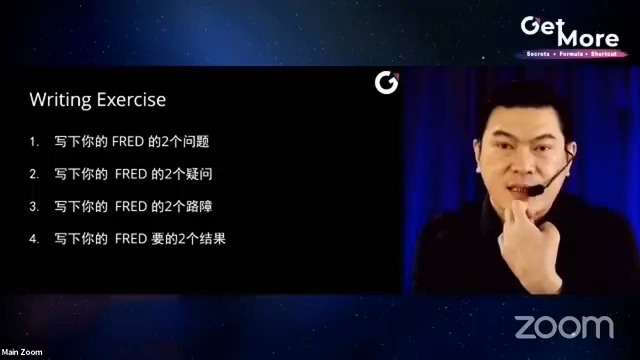 Get
More
Secrets • Formula • Shortcut
Writing Exercise
1. 写下你的 FRED 的2个问题
2. 写下你的 FRED 的2个疑问
3. 写下你的 FRED 的2个路障
4. 写下你的 FRED 要的2个结果
zoom
Main Zoom